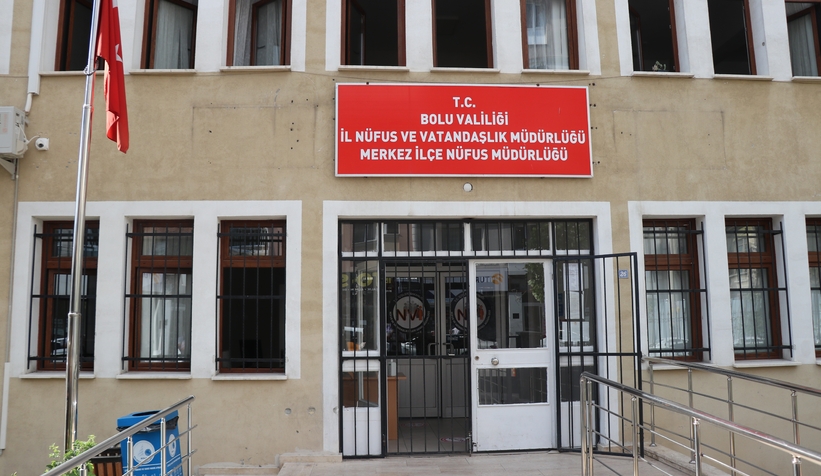 T.C.
BOLU VALİLİĞİ
İL NÜFUS VE VATANDAŞLIK MÜDÜRLÜĞÜ
MERKEZ İLÇE NÜFUS MÜDÜRLÜĞÜ